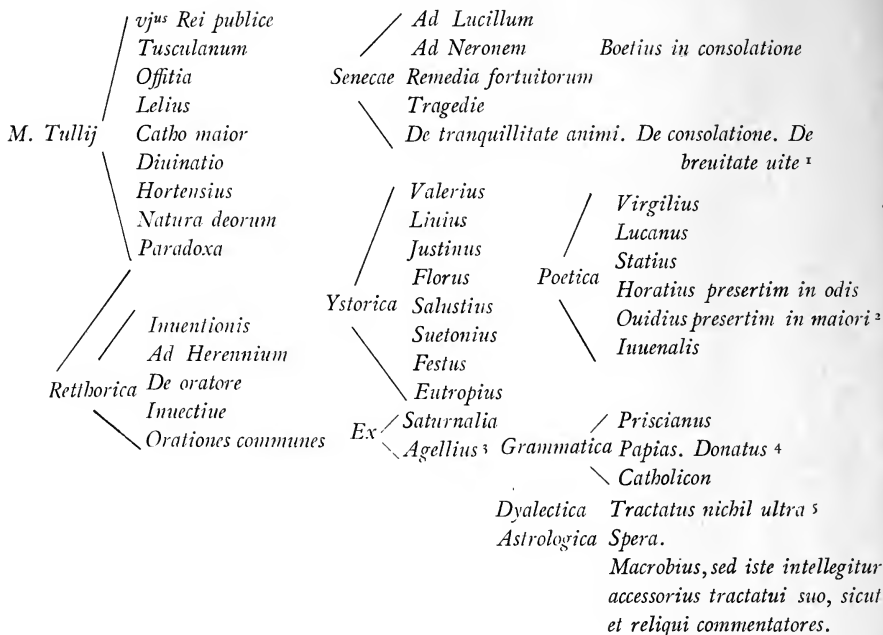 M. Tullij
vjus Rei publice
Tusculanum
Offitia
Lelius
Catho maior
Diuinatio
Hortensius
Natura deorum
Paradoxa
Retthorica
Inuentionis
Ad Herennium
De oratore
Inuectiue
Orationes communes
Senecae
Ad Lucillum
Ad Neronem
Remedia fortuitorum
Tragedie
De tranquillitate animi. De consolatione. De
breuitate uite 1
Boetius in consolatione
Ystorica
Valerius
Liuius
Justinus
Florus
Salustius
Suetonius
Festus
Eutropius
Ex
Saturnalia
Agellius 3
Poetica
Virgilius
Lucanus
Statius
Horatius presertim in odis
Ouidius presertim in maiori 2
Iuuenalis
Grammatica
Priscianus
Papias. Donatus 4
Catholicon
Dyalectica Tractatus nichil ultra 5
Astrologica Spera.
Macrobius, sed iste intellegitur
accessorius tractatui suo, sicut
et reliqui commentatores.